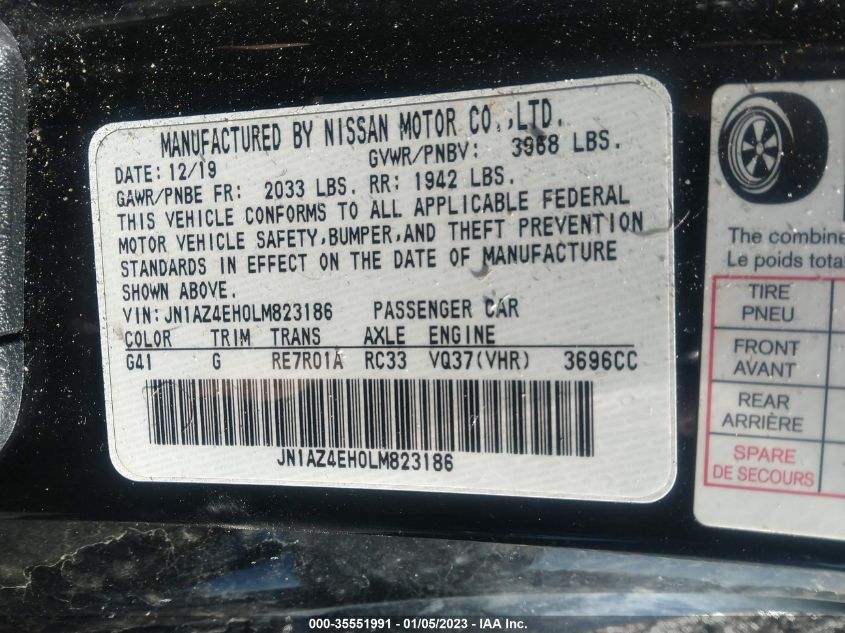 MANUFACTURED BY NISSAN MOTOR CO.,LTD.
DATE: 12/19 GVWR/PNBV: 3968 LBS.
GAWR/PNBE FR: 2033 LBS. RR: 1942 LBS.
THIS VEHICLE CONFORMS TO ALL APPLICABLE FEDERAL
MOTOR VEHICLE SAFETY,BUMPER,AND THEFT PREVENTION
STANDARDS IN EFFECT ON THE DATE OF MANUFACTURE
SHOWN ABOVE.
VIN:JN1AZ4EH0LM823186 PASSENGER CAR
COLOR TRIM TRANS AXLE ENGINE
G41 G RE7R01A RC33 VQ37(VHR) 3696CC
JN1AZ4EH0LM823186
The combine
Le poids total
TIRE
PNEU
FRONT
AVANT
REAR
ARRIÈRE
SPARE
DE SECOURS
000-35551991 - 01/05/2023 - © IAA Inc.